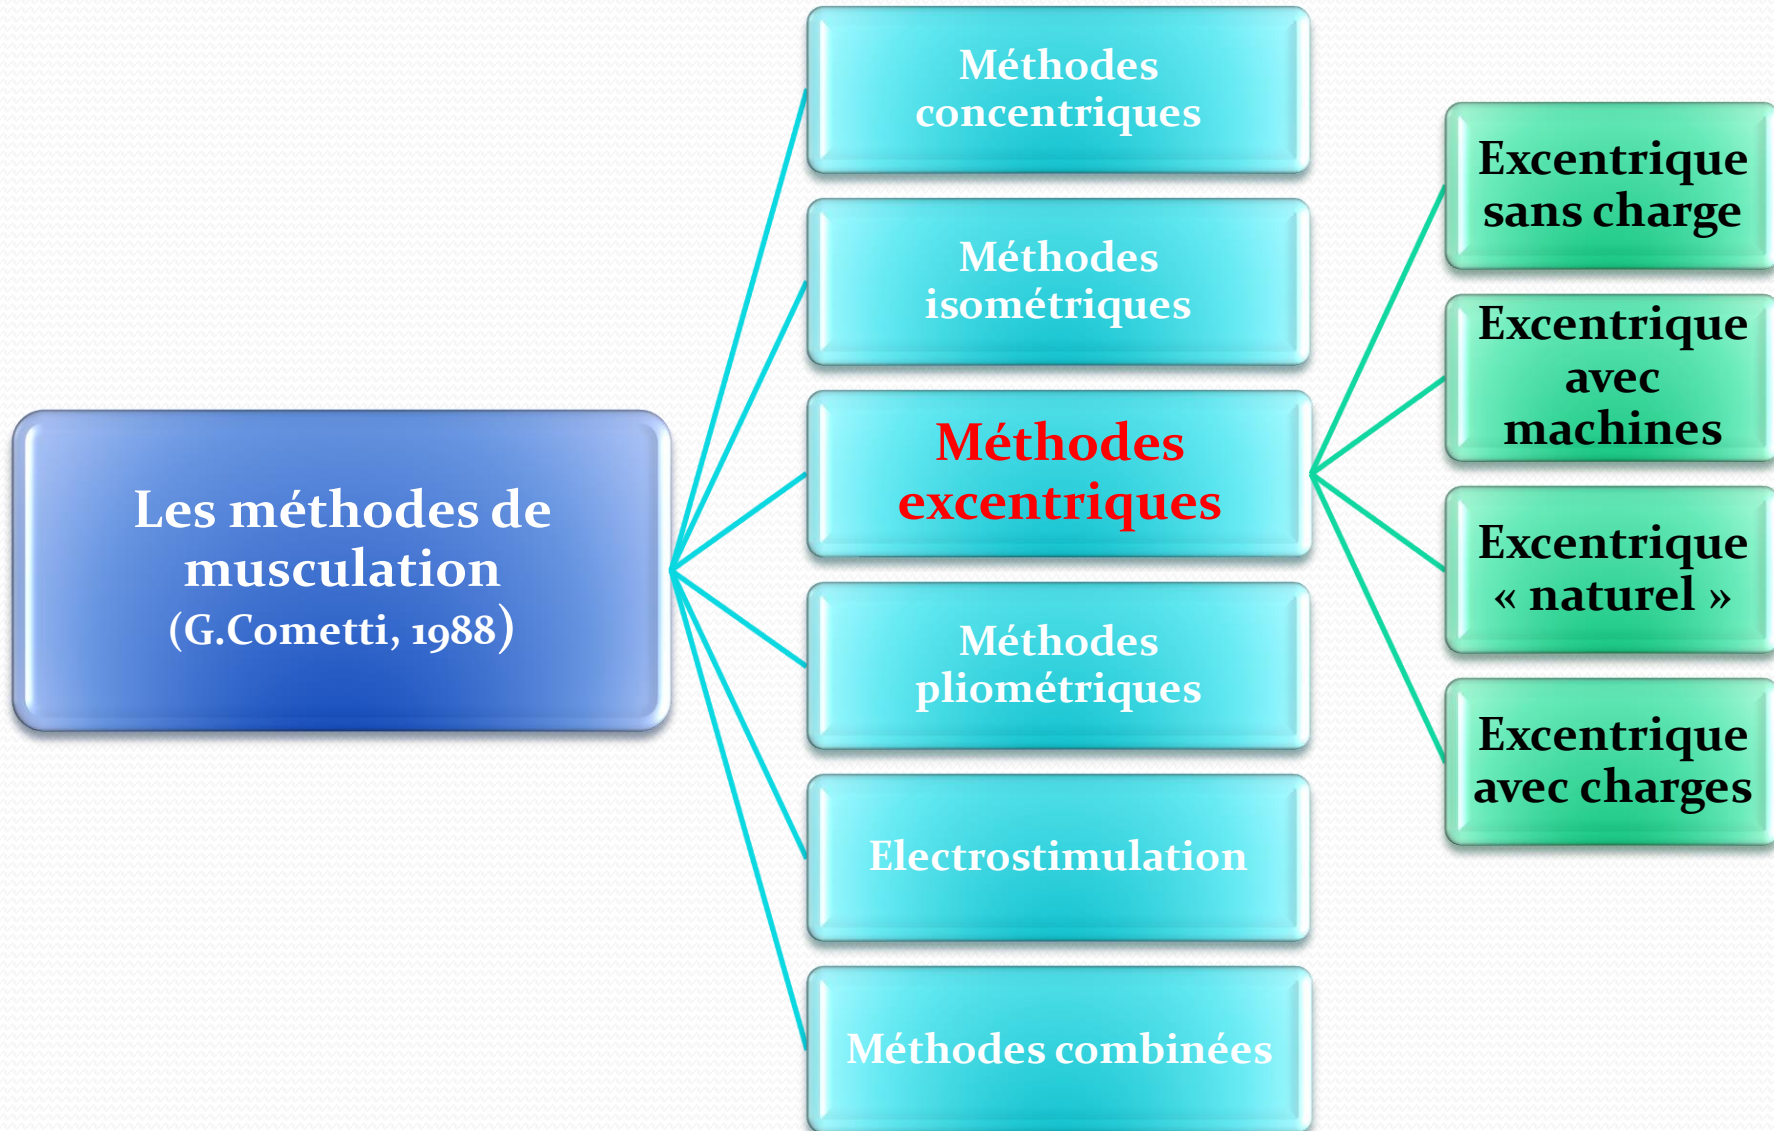 Les méthodes de
musculation
(G.Cometti, 1988)
Méthodes
concentriques
Méthodes
isométriques
Méthodes
excentriques
Méthodes
pliométriques
Electrostimulation
Méthodes combinées
Excentrique
sans charge
Excentrique
avec
machines
Excentrique
« naturel »
Excentrique
avec charges